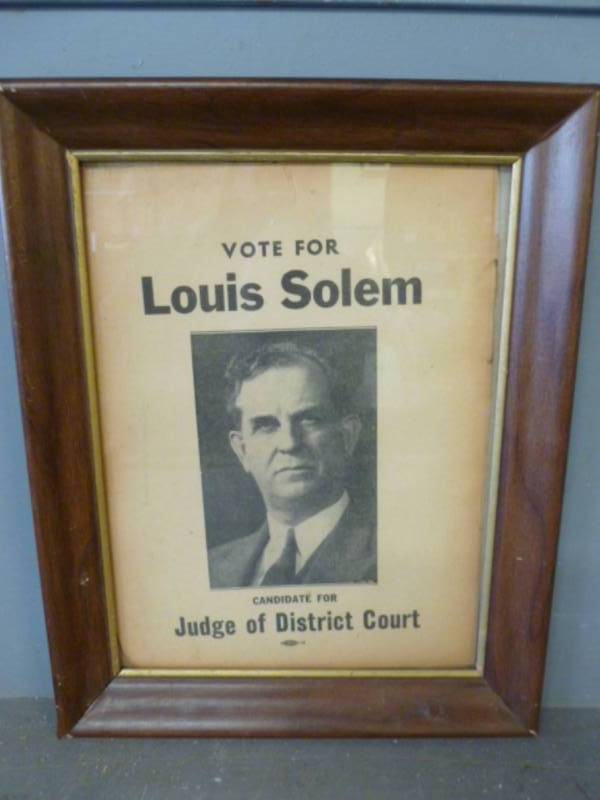 VOTE FOR
Louis Solem
CANDIDATE FOR
Judge of District Court